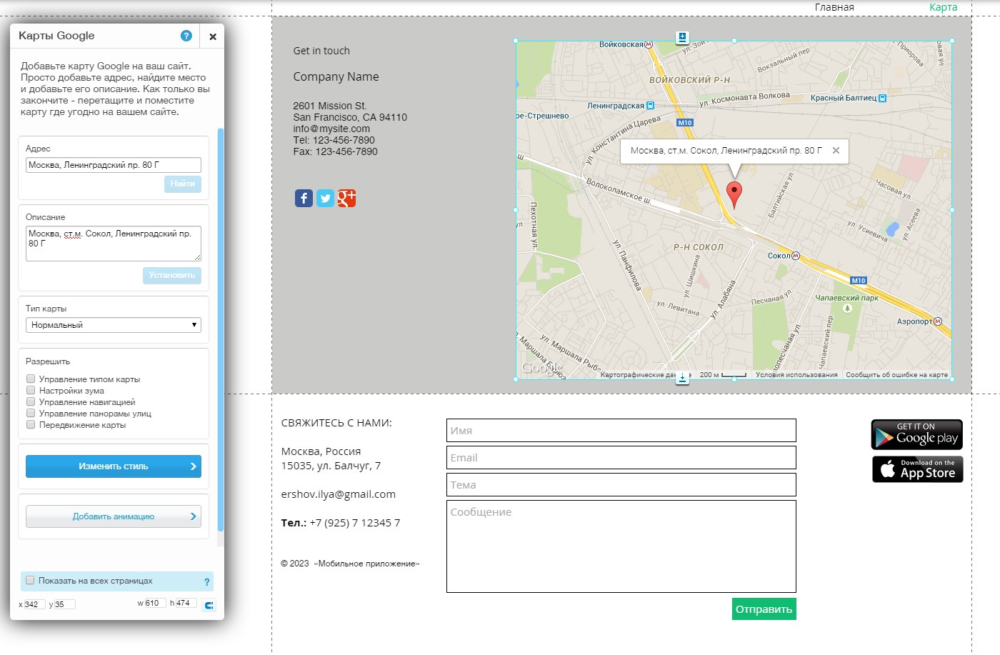 Главная
Карта
Карты Google
?
Добавьте карту Google на ваш сайт.
Просто добавьте адрес, найдите место
и добавьте его описание. Как только вы
закончите - перетащите и поместите
карту где угодно на вашем сайте.
Адрес
Москва, Ленинградский пр. 80 Г
Найти
Описание
Москва, ст.м. Сокол, Ленинградский пр.
80 Г
Установить
Тип карты
Нормальный
Разрешить
Управление типом карты
Настройки зума
Управление навигацией
Управление панорамы улиц
Передвижение карты
Изменить стиль
Добавить анимацию
Показать на всех страницах
?
x 342 y 35 w 610 h 474
Get in touch
Company Name
2601 Mission St.
San Francisco, CA 94110
info@mysite.com
Tel: 123-456-7890
Fax: 123-456-7890
f
g+
Войковская М
ул. Зой
Приорова
Вокзальный пер.
ВОЙКОВСКИЙ Р-Н
ул. Космонавта Волкова
Красный Балтиец
Ленинградская
ое-Стрешнево
М10
ул. Константина Царева
Москва, ст.м. Сокол, Ленинградский пр. 80 Г
ш.
Волоколамское ш.
Балтийская ул.
Часовая ул.
Пехотная ул.
ул.
ул. Асеева
ул. Усиевича
ул. Панфилова
Р-Н СОКОЛ
Сокол М
ул. Шишкина
М10
ул. Алабяна
Песчаная ул.
Чапаевский парк
ул. Левитана
Аэропорт М
Чапаевский пер.
опесчаная ул.
ул. Маршала Рыба
Google
Картографические данные
200 м
Условия использования
Сообщить об ошибке на карте
СВЯЖИТЕСЬ С НАМИ:
Москва, Россия
15035, ул. Балчуг, 7
ershov.ilya@gmail.com
Тел.: +7 (925) 7 12345 7
© 2023 «Мобильное приложение»
Имя
Email
Тема
Сообщение
Отправить
GET IT ON
Google play
Download on the
App Store